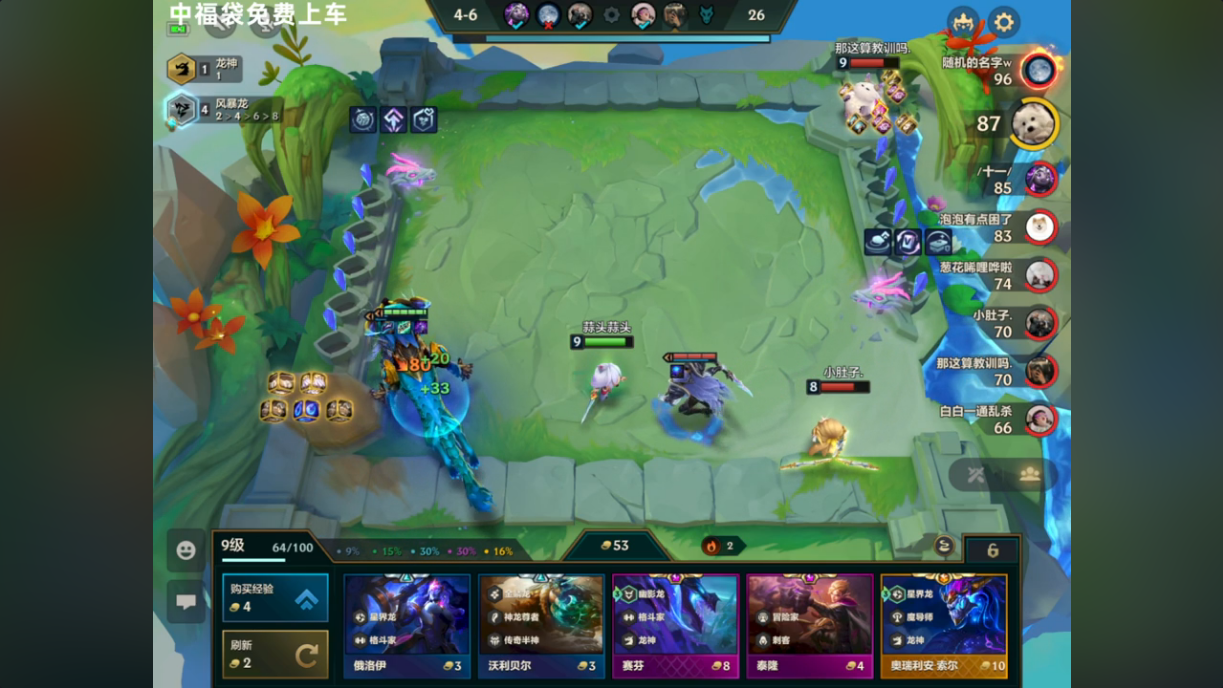 中福袋免费上车
4-6
26
那这算教训吗.
9
随机的名字w
96
87
/十一/
85
泡泡有点困了
83
葱花唏哩哗啦
74
小肚子.
70
那这算教训吗.
70
白白一通乱杀
66
1
龙神
1
4
风暴龙
2 > 4 > 6 > 8
蒜头蒜头
9
小肚子.
8
+20
80
+33
9级
64/100
9%
15%
30%
30%
16%
53
2
6
购买经验
4
刷新
2
星界龙
格斗家
俄洛伊
3
神龙尊者
传奇半神
沃利贝尔
3
幽影龙
格斗家
龙神
赛芬
8
冒险家
刺客
泰隆
4
星界龙
魔导师
龙神
奥瑞利安·索尔
10